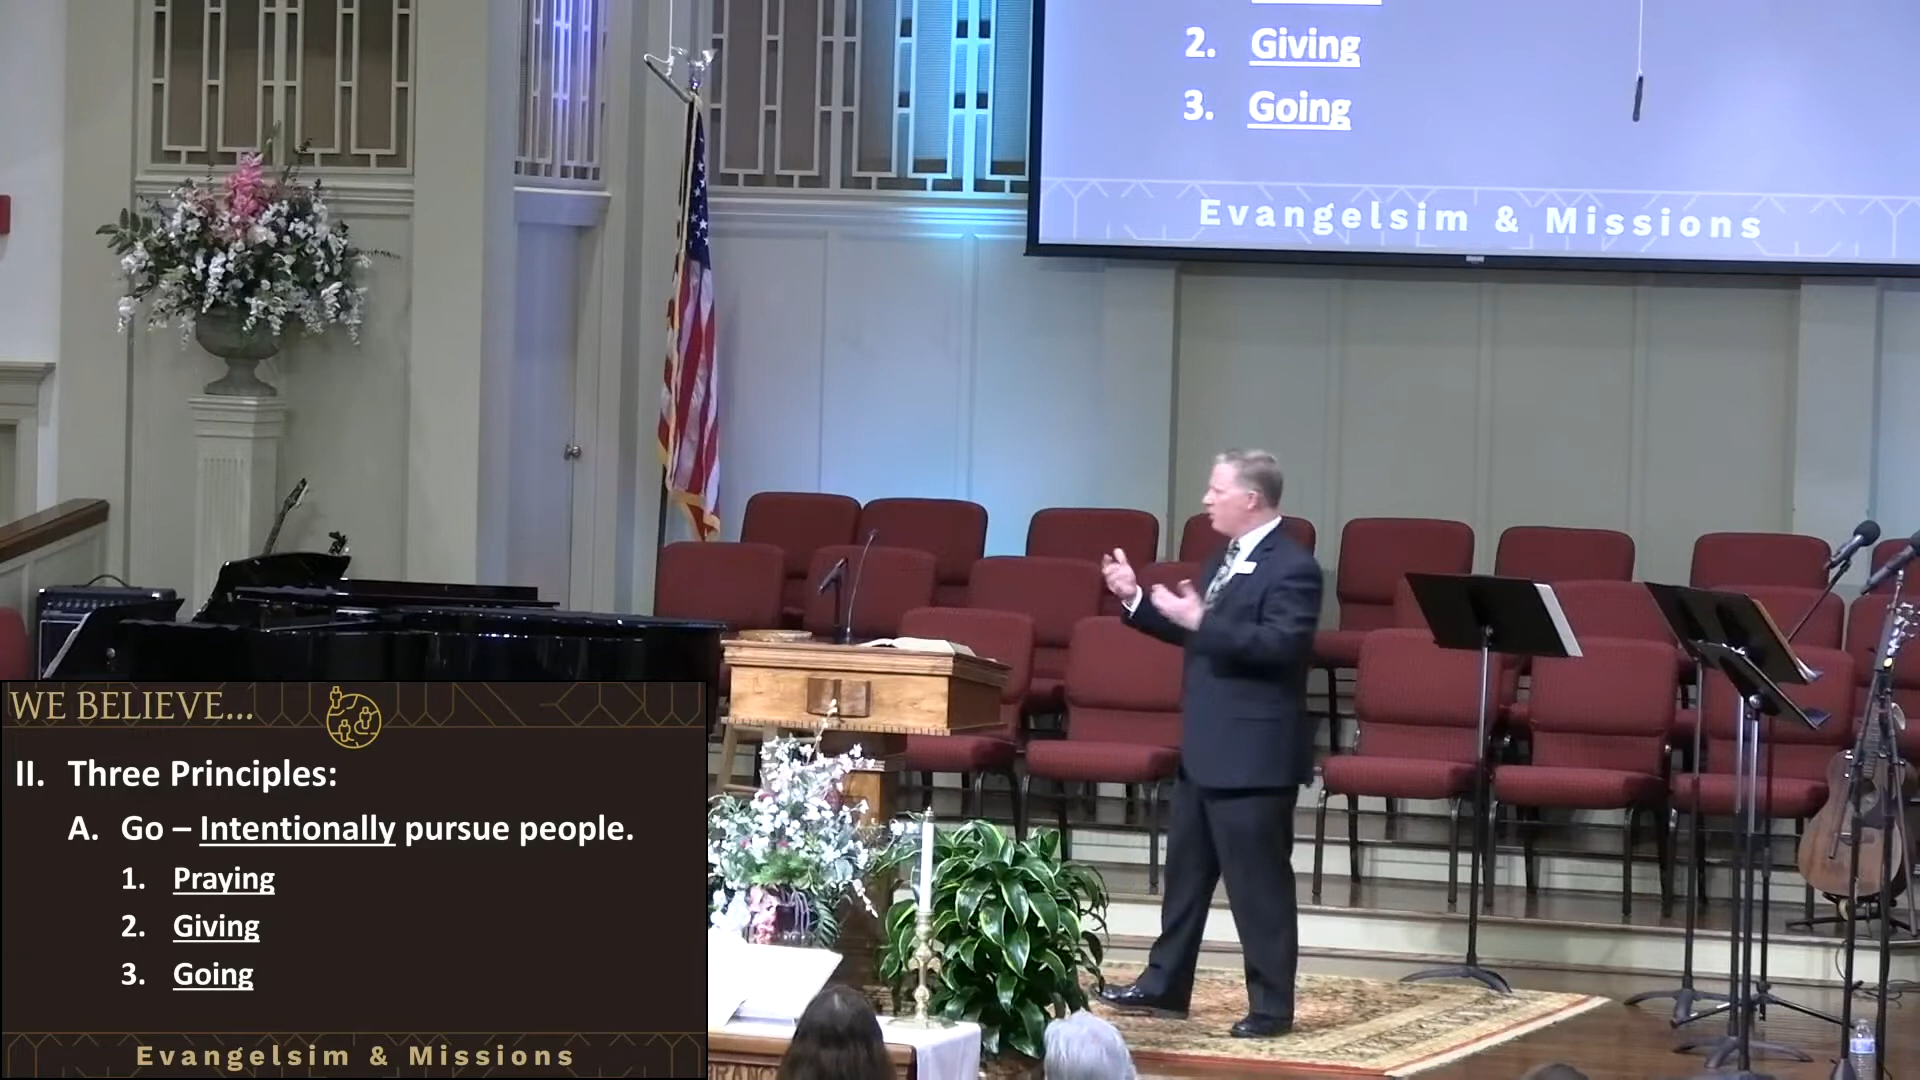 2. Giving
3. Going
Evangelsim & Missions
WE BELIEVE...
II. Three Principles:
A. Go – Intentionally pursue people.
1. Praying
2. Giving
3. Going
Evangelsim & Missions